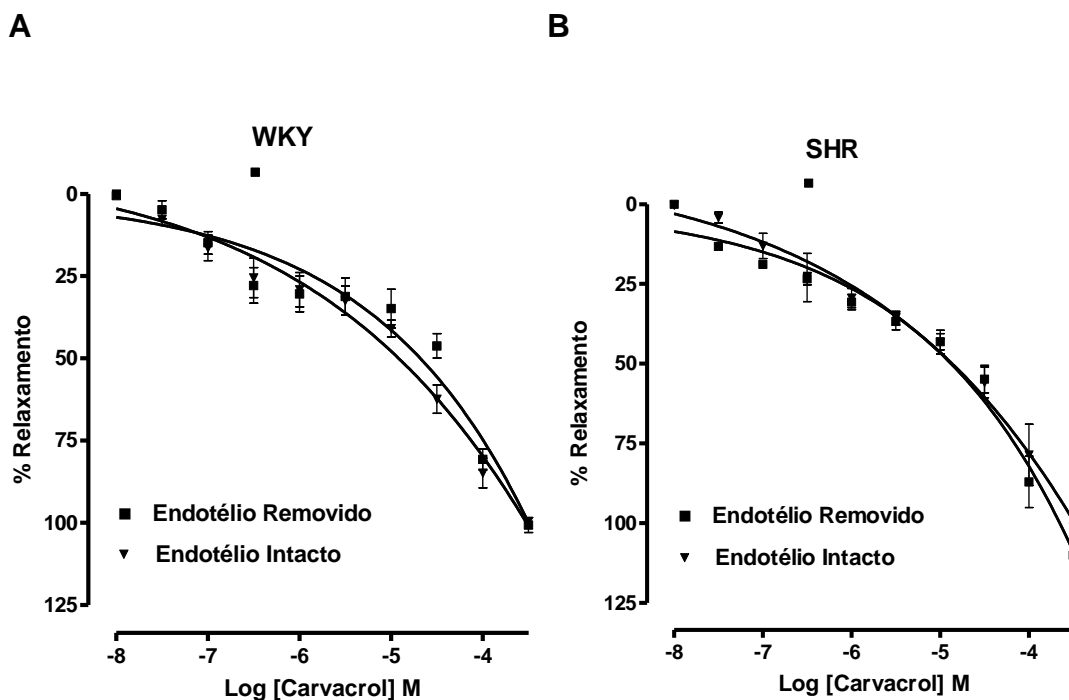 A
WKY
0
25
50
75
100
125
% Relaxamento
Endotélio Removido
Endotélio Intacto
-8 -7 -6 -5 -4
Log [Carvacrol] M
B
SHR
0
25
50
75
100
125
% Relaxamento
Endotélio Removido
Endotélio Intacto
-8 -7 -6 -5 -4
Log [Carvacrol] M